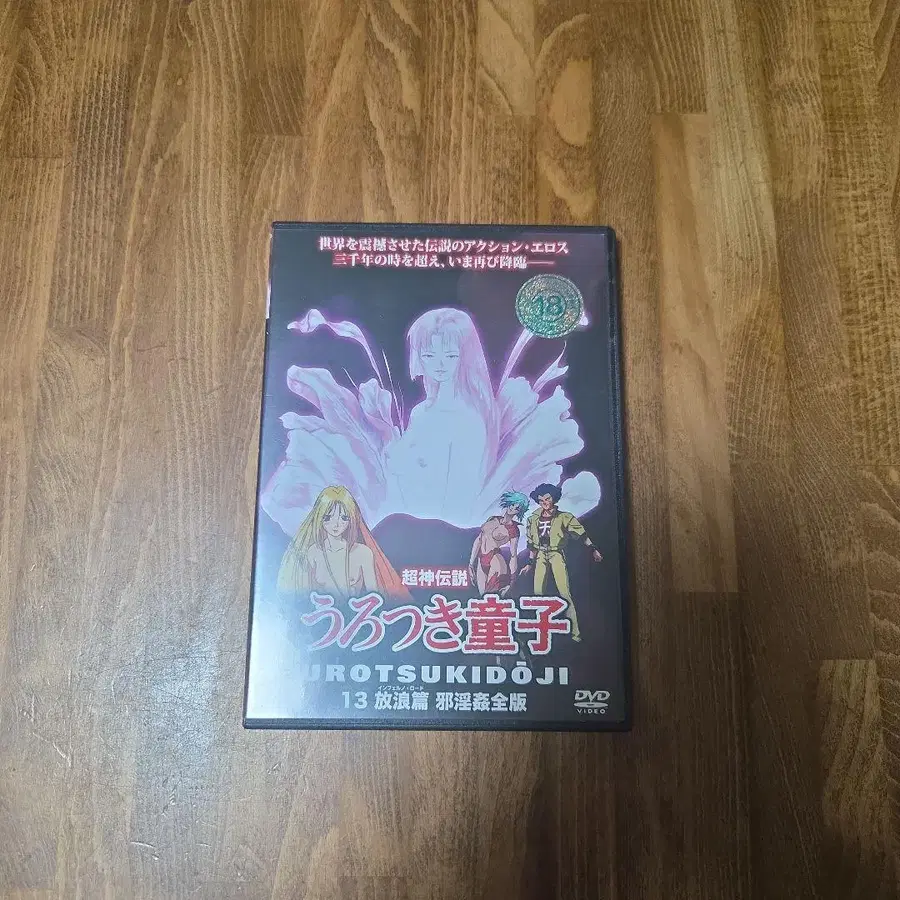 世界を震撼させた伝説のアクション・エロス
三千年の時を超え、いま再び降臨——
18
千
超神伝説
うろつき童子
UROTSUKIDŌJI
インフェルノ・ロード
13 放浪篇 邪淫姦全版
DVD
VIDEO